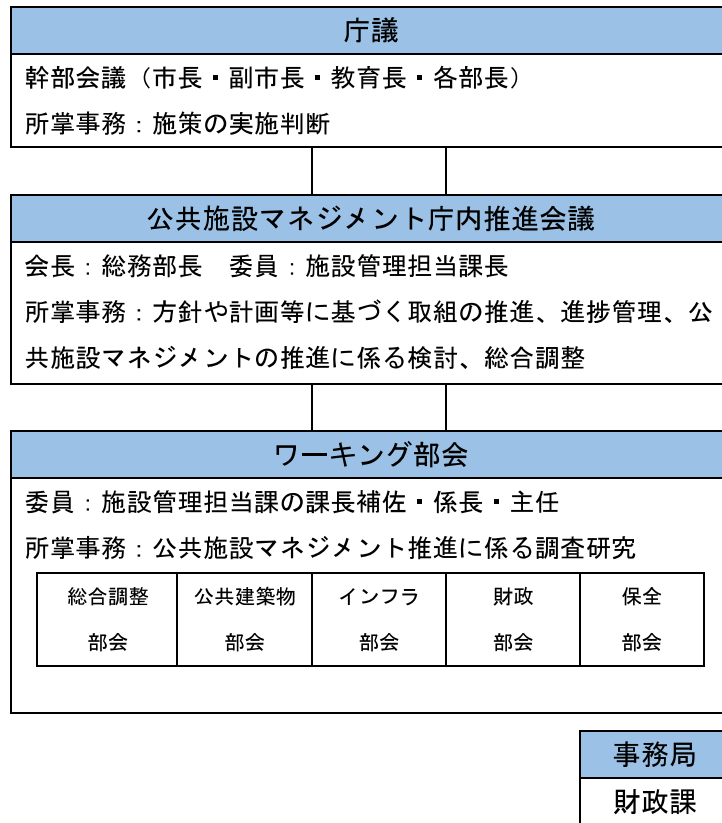 庁議
幹部会議（市長・副市長・教育長・各部長）
所掌事務：施策の実施判断
公共施設マネジメント庁内推進会議
会長：総務部長　委員：施設管理担当課長
所掌事務：方針や計画等に基づく取組の推進、進捗管理、公
共施設マネジメントの推進に係る検討、総合調整
ワーキング部会
委員：施設管理担当課の課長補佐・係長・主任
所掌事務：公共施設マネジメント推進に係る調査研究
総合調整
部会
公共建築物
部会
インフラ
部会
財政
部会
保全
部会
事務局
財政課